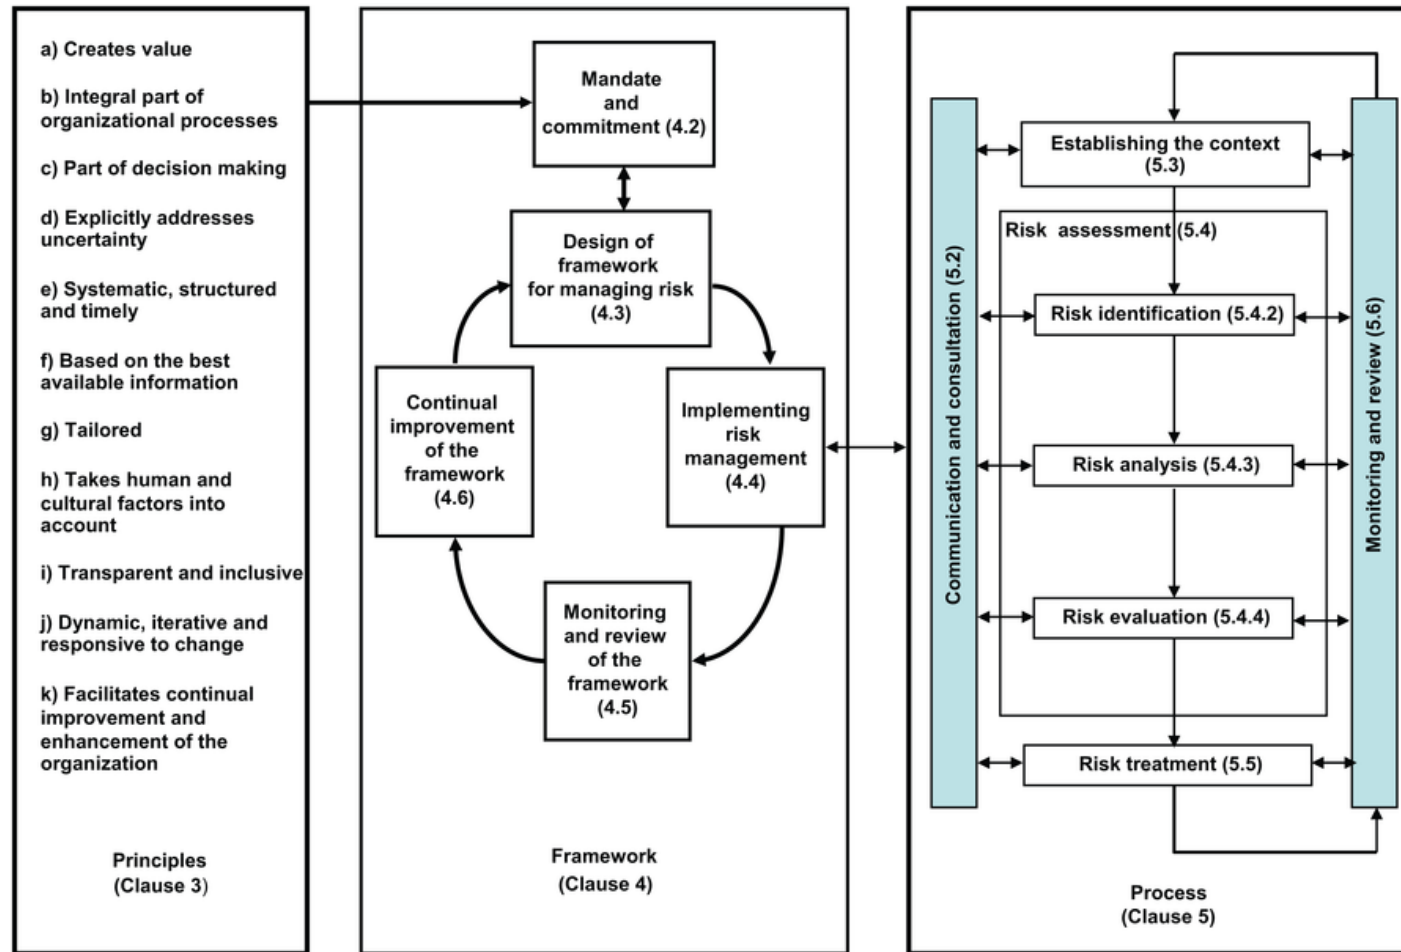 a) Creates value
b) Integral part of
organizational processes
c) Part of decision making
d) Explicitly addresses
uncertainty
e) Systematic, structured
and timely
f) Based on the best
available information
g) Tailored
h) Takes human and
cultural factors into
account
i) Transparent and inclusive
j) Dynamic, iterative and
responsive to change
k) Facilitates continual
improvement and
enhancement of the
organization
Principles
(Clause 3)
Mandate
and
commitment (4.2)
Design of
framework
for managing risk
(4.3)
Implementing
risk
management
(4.4)
Continual
improvement
of the
framework
(4.6)
Monitoring
and review
of the
framework
(4.5)
Framework
(Clause 4)
Communication and consultation (5.2)
Establishing the context
(5.3)
Risk assessment (5.4)
Risk identification (5.4.2)
Risk analysis (5.4.3)
Risk evaluation (5.4.4)
Risk treatment (5.5)
Monitoring and review (5.6)
Process
(Clause 5)